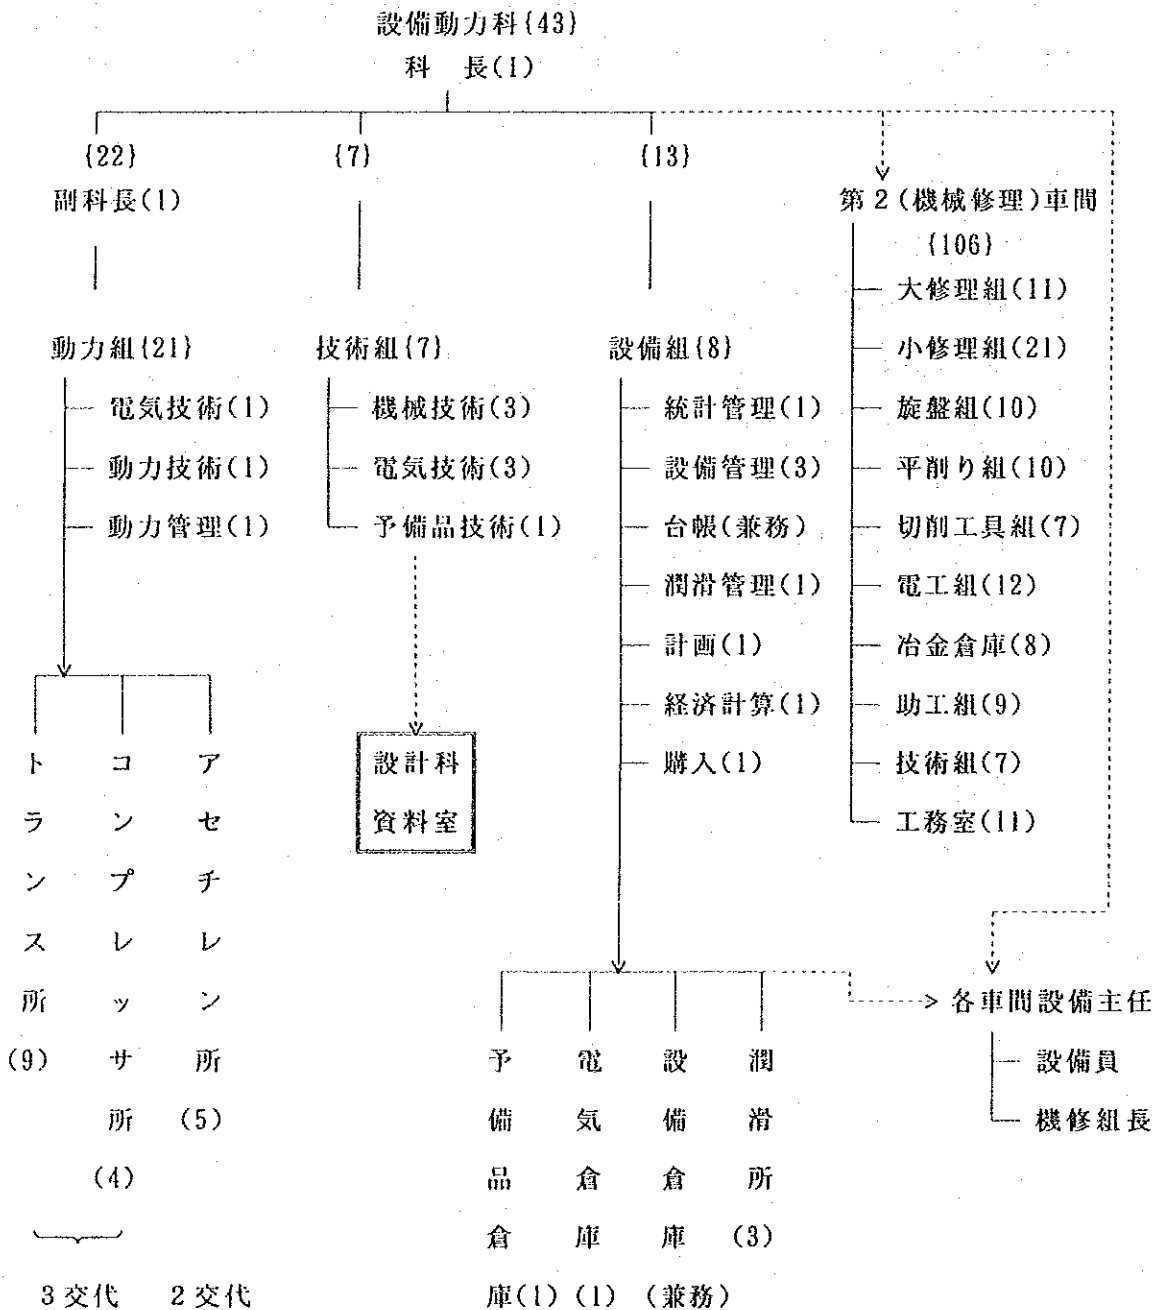 設備動力科{43}
科 長(1)
{22}
副科長(1)
{7}
{13}
第2(機械修理)車間
{106}
大修理組(11)
小修理組(21)
旋盤組(10)
平削り組(10)
切削工具組(7)
電工組(12)
冶金倉庫(8)
助工組(9)
技術組(7)
工務室(11)
動力組{21}
電気技術(1)
動力技術(1)
動力管理(1)
トランス所(9)
コンプレッサ所(4)
アセチレン所(5)
3交代
2交代
技術組{7}
機械技術(3)
電気技術(3)
予備品技術(1)
設計科
資料室
設備組{8}
統計管理(1)
設備管理(3)
台帳(兼務)
潤滑管理(1)
計画(1)
経済計算(1)
購入(1)
予備品倉庫(1)
電気倉庫(1)
設備倉庫(兼務)
潤滑所(3)
各車間設備主任
設備員
機修組長